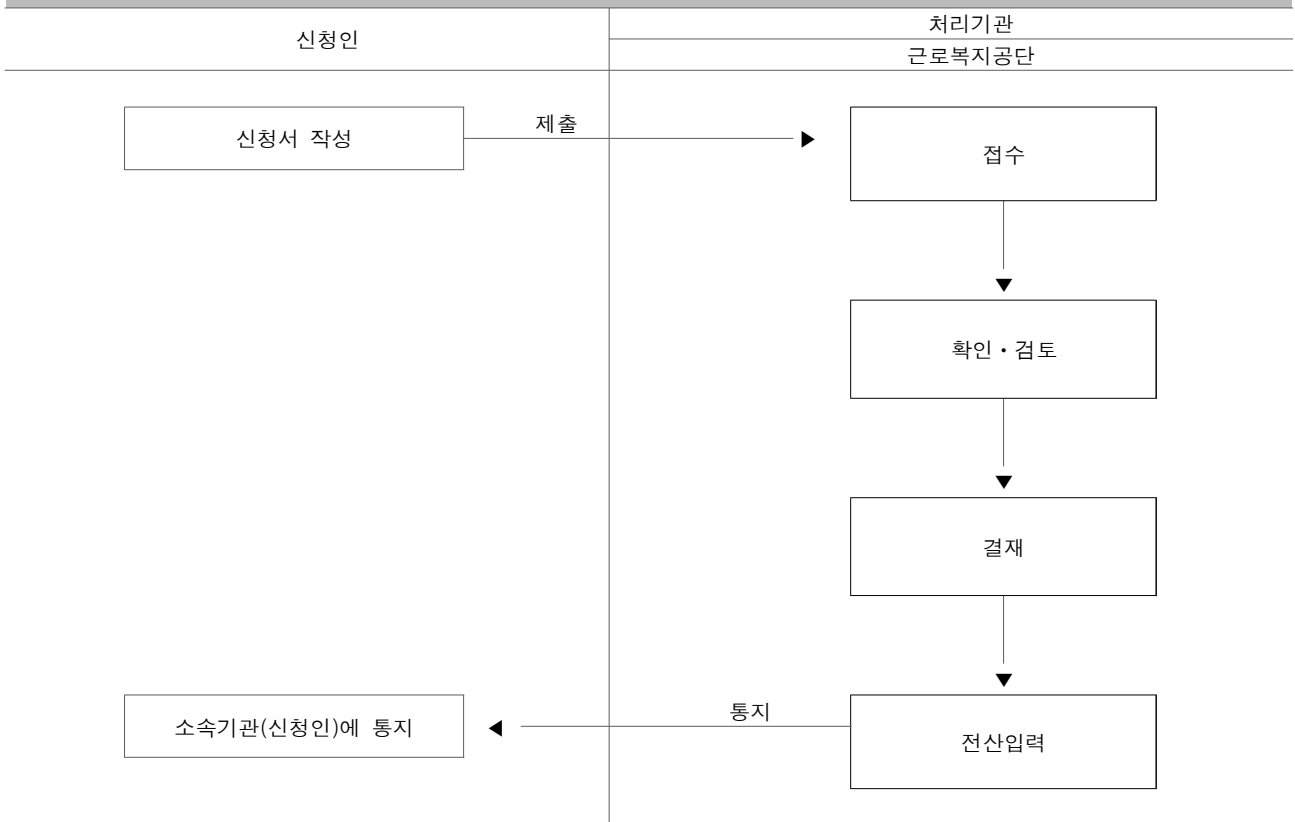 신청인
처리기관
근로복지공단
신청서 작성
제출
접수
확인·검토
결재
소속기관(신청인)에 통지
통지
전산입력